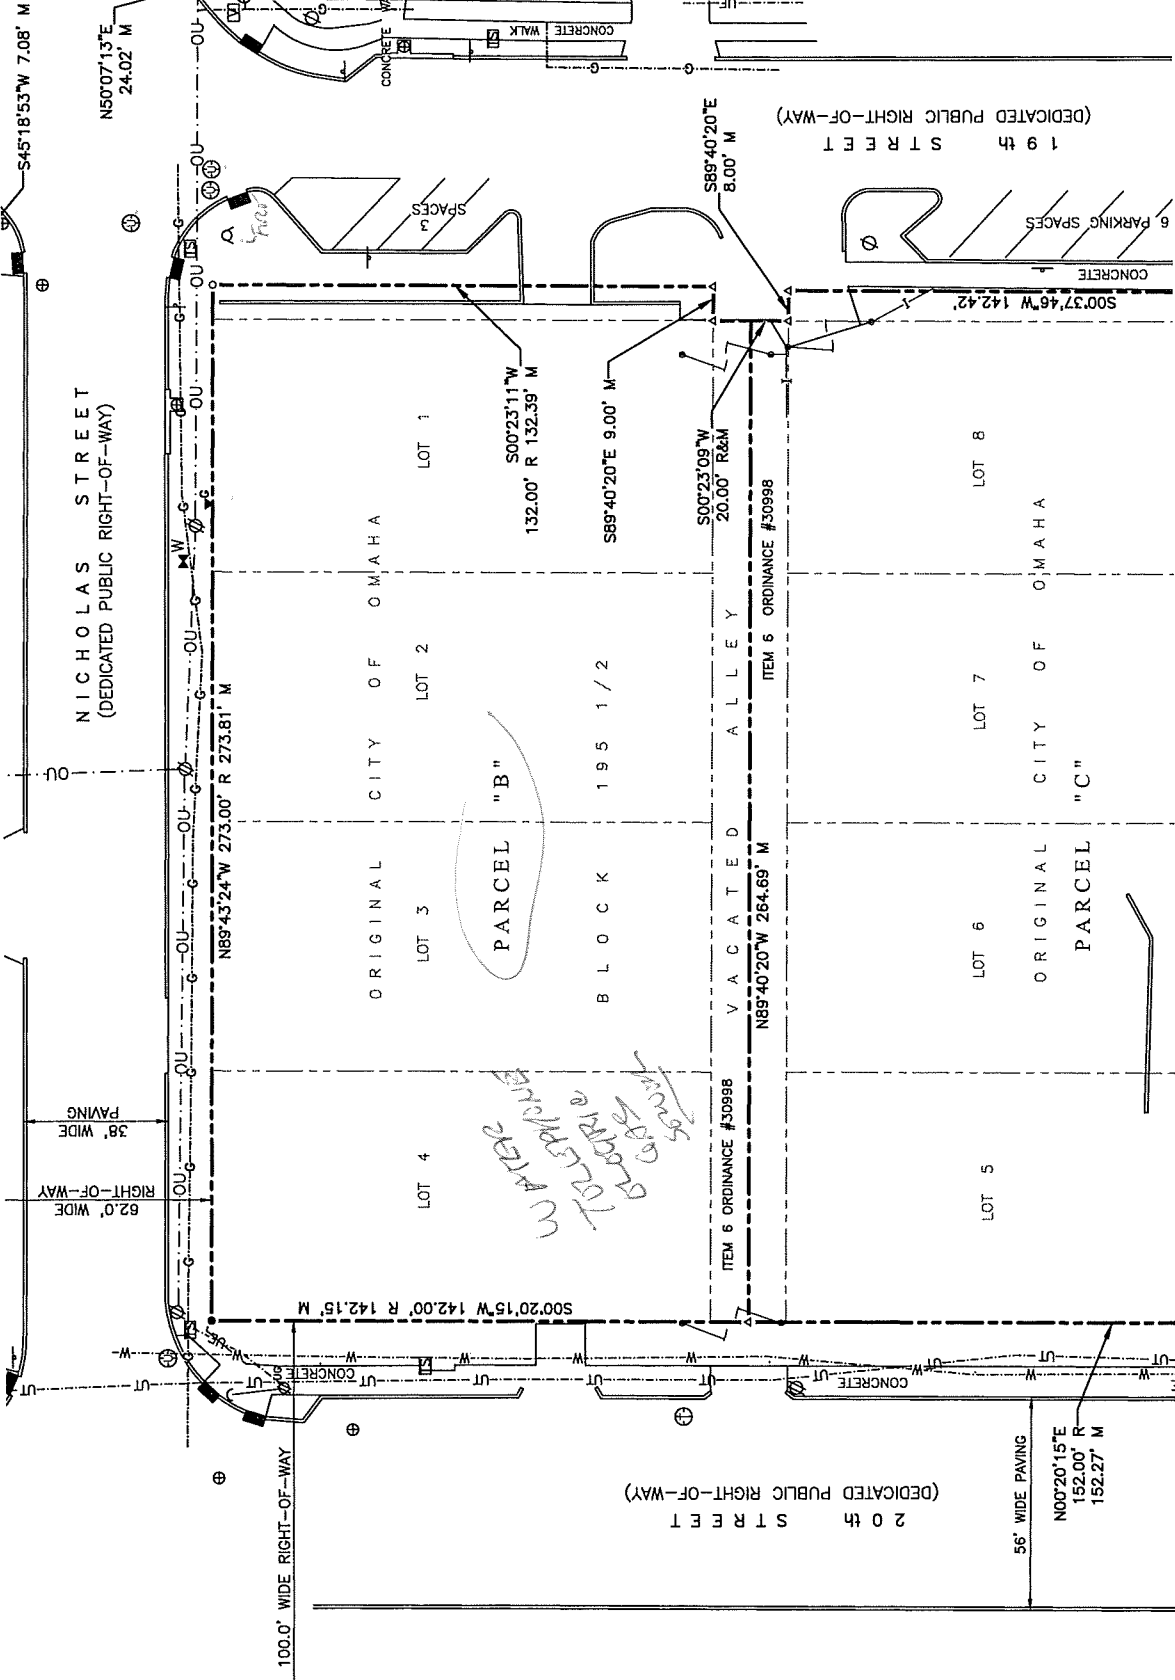 S45°18'53"W 7.08' M
N50°07'13"E
24.02' M
NICHOLAS STREET
(DEDICATED PUBLIC RIGHT-OF-WAY)
CONCRETE
CONCRETE WALK
19th STREET
(DEDICATED PUBLIC RIGHT-OF-WAY)
S89°40'20"E
8.00' M
3
SPACES
6 PARKING SPACES
CONCRETE
S00°37'46"W 142.42'
N89°43'24"W 273.00' R 273.81' M
S00°23'11"W
132.00' R 132.39' M
S89°40'20"E 9.00' M
S00°23'09"W
20.00' R&M
LOT 1
LOT 2
LOT 3
LOT 4
ORIGINAL CITY OF OMAHA
PARCEL "B"
BLOCK 195 1/2
VACATED ALLEY
ITEM 6 ORDINANCE #30998
ITEM 6 ORDINANCE #30998
N89°40'20"W 264.69' M
LOT 8
LOT 7
LOT 6
LOT 5
ORIGINAL CITY OF OMAHA
PARCEL "C"
WATER
TELEPHONE
GAS
38' WIDE
PAVING
62.0' WIDE
RIGHT-OF-WAY
S00°20'15"W 142.00' R 142.15' M
CONCRETE
CONCRETE
20th STREET
(DEDICATED PUBLIC RIGHT-OF-WAY)
100.0' WIDE RIGHT-OF-WAY
56' WIDE PAVING
N00°20'15"E
152.00' R
152.27' M